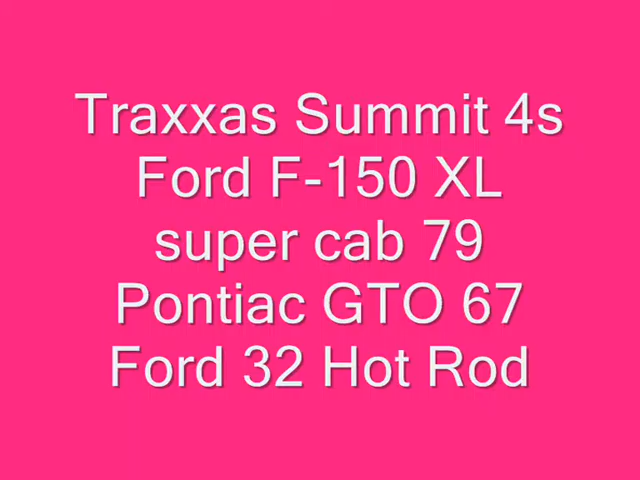 Traxxas Summit 4s
Ford F-150 XL
super cab 79
Pontiac GTO 67
Ford 32 Hot Rod